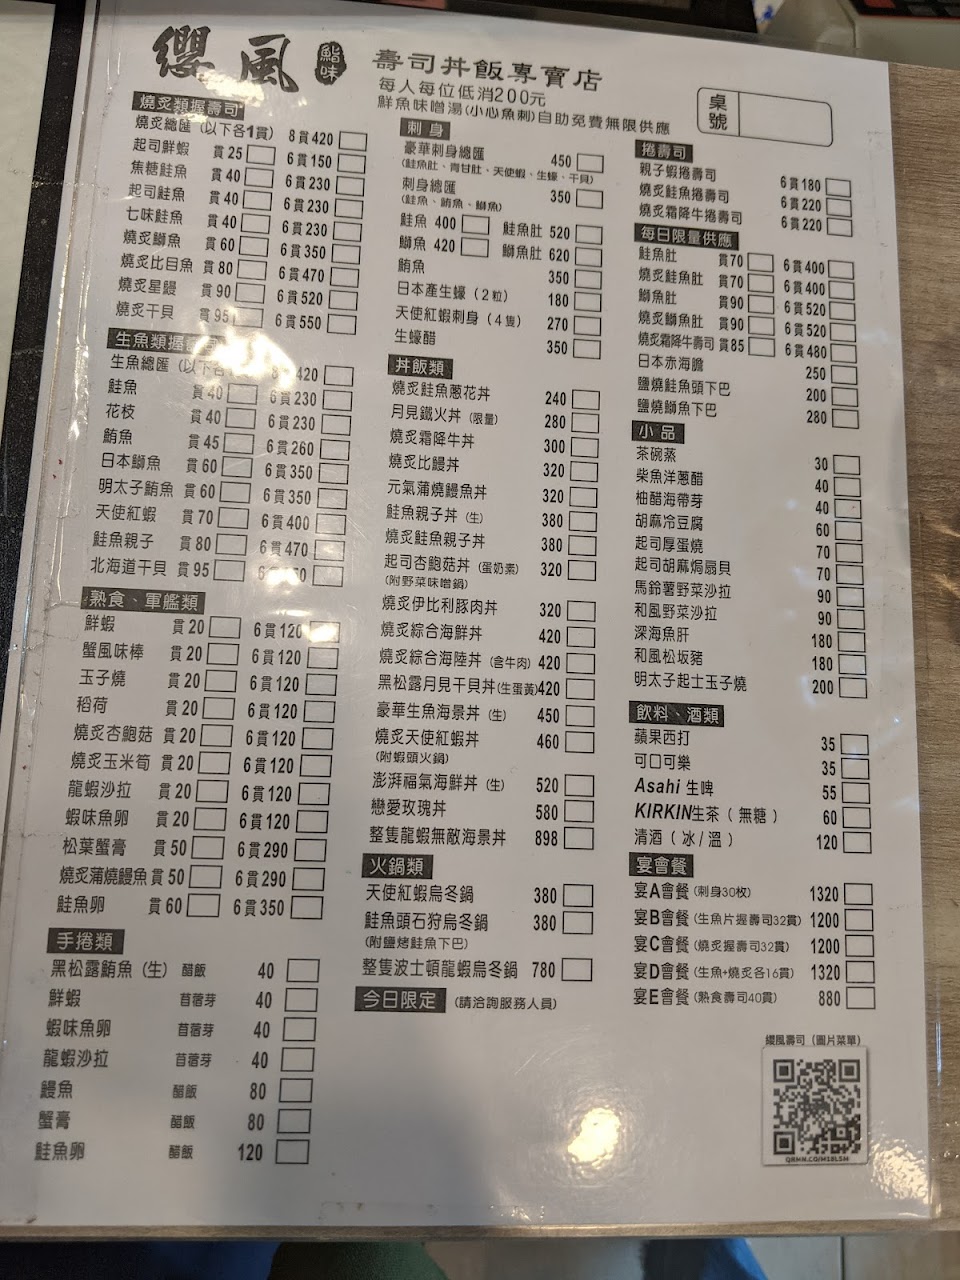 纓風 鮨味 壽司丼飯專賣店
每人每位低消200元
鮮魚味噌湯(小心魚刺)自助免費無限供應
桌號
燒炙類握壽司
燒炙總匯 (以下各1貫) 8貫420
起司鮮蝦 貫25 6貫150
焦糖鮭魚 貫40 6貫230
起司鮭魚 貫40 6貫230
七味鮭魚 貫40 6貫230
燒炙鰤魚 貫60 6貫350
燒炙比目魚 貫80 6貫470
燒炙星鰻 貫90 6貫520
燒炙干貝 貫95 6貫550
生魚類握
生魚總匯 (以下各 8 420
鮭魚 貫40 6貫230
花枝 貫40 6貫230
鮪魚 貫45 6貫260
日本鰤魚 貫60 6貫350
明太子鮪魚 貫60 6貫350
天使紅蝦 貫70 6貫400
鮭魚親子 貫80 6貫470
北海道干貝 貫95 6 50
熟食、軍艦類
鮮蝦 貫20 6貫120
蟹風味棒 貫20 6貫120
玉子燒 貫20 6貫120
稻荷 貫20 6貫120
燒炙杏鮑菇 貫20 6貫120
燒炙玉米筍 貫20 6貫120
龍蝦沙拉 貫20 6貫120
蝦味魚卵 貫20 6貫120
松葉蟹膏 貫50 6貫290
燒炙蒲燒鰻魚 貫50 6貫290
鮭魚卵 貫60 6貫350
手捲類
黑松露鮪魚 (生) 醋飯 40
鮮蝦 苜蓿芽 40
蝦味魚卵 苜蓿芽 40
龍蝦沙拉 苜蓿芽 40
鰻魚 醋飯 80
蟹膏 醋飯 80
鮭魚卵 醋飯 120
刺身
豪華刺身總匯 450
(鮭魚肚、青甘肚、天使蝦、生蠔、干貝)
刺身總匯 350
(鮭魚、鮪魚、鰤魚)
鮭魚 400 鮭魚肚 520
鰤魚 420 鰤魚肚 620
鮪魚 350
日本產生蠔 (2粒) 180
天使紅蝦刺身 (4隻) 270
生蠔醋 350
丼飯類
燒炙鮭魚蔥花丼 240
月見鐵火丼 (限量) 280
燒炙霜降牛丼 300
燒炙比鰻丼 320
元氣蒲燒鰻魚丼 320
鮭魚親子丼 (生) 380
燒炙鮭魚親子丼 380
起司杏鮑菇丼 (蛋奶素) 320
(附野菜味噌鍋)
燒炙伊比利豚肉丼 320
燒炙綜合海鮮丼 420
燒炙綜合海陸丼 (含牛肉) 420
黑松露月見干貝丼(生蛋黃) 420
豪華生魚海景丼 (生) 450
燒炙天使紅蝦丼 460
(附蝦頭火鍋)
澎湃福氣海鮮丼 (生) 520
戀愛玫瑰丼 580
整隻龍蝦無敵海景丼 898
火鍋類
天使紅蝦烏冬鍋 380
鮭魚頭石狩烏冬鍋 380
(附鹽烤鮭魚下巴)
整隻波士頓龍蝦烏冬鍋 780
今日限定 (請洽詢服務人員)
捲壽司
親子蝦捲壽司 6貫180
燒炙鮭魚捲壽司 6貫220
燒炙霜降牛捲壽司 6貫220
每日限量供應
鮭魚肚 貫70 6貫400
燒炙鮭魚肚 貫70 6貫400
鰤魚肚 貫90 6貫520
燒炙鰤魚肚 貫90 6貫520
燒炙霜降牛壽司 貫85 6貫480
日本赤海膽 250
鹽燒鮭魚頭下巴 200
鹽燒鰤魚下巴 280
小品
茶碗蒸 30
柴魚洋蔥醋 40
柚醋海帶芽 40
胡麻冷豆腐 60
起司厚蛋燒 70
起司胡麻焗扇貝 70
馬鈴薯野菜沙拉 90
和風野菜沙拉 90
深海魚肝 180
和風松坂豬 180
明太子起士玉子燒 200
飲料、酒類
蘋果西打 35
可口可樂 35
Asahi 生啤 55
KIRKIN生茶 ( 無糖 ) 60
清酒 ( 冰 / 溫 ) 120
宴會餐
宴A會餐 (刺身30枚) 1320
宴B會餐 (生魚片握壽司32貫) 1200
宴C會餐 (燒炙握壽司32貫) 1200
宴D會餐 (生魚+燒炙各16貫) 1320
宴E會餐 (熟食壽司40貫) 880
纓風壽司 (圖片菜單)
QRMN.CO/M18LSM